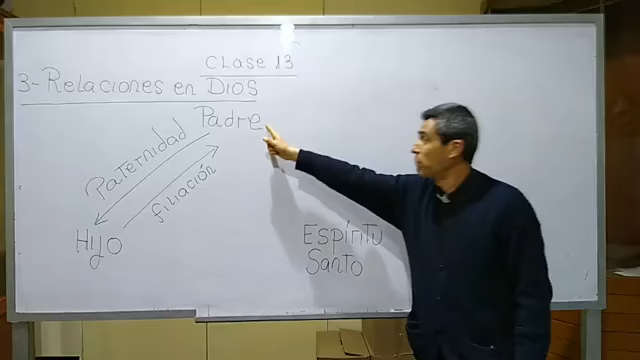 Clase 13
3- Relaciones en DIOS
Padre
Paternidad
Filiación
HIJO
Espíritu
Santo